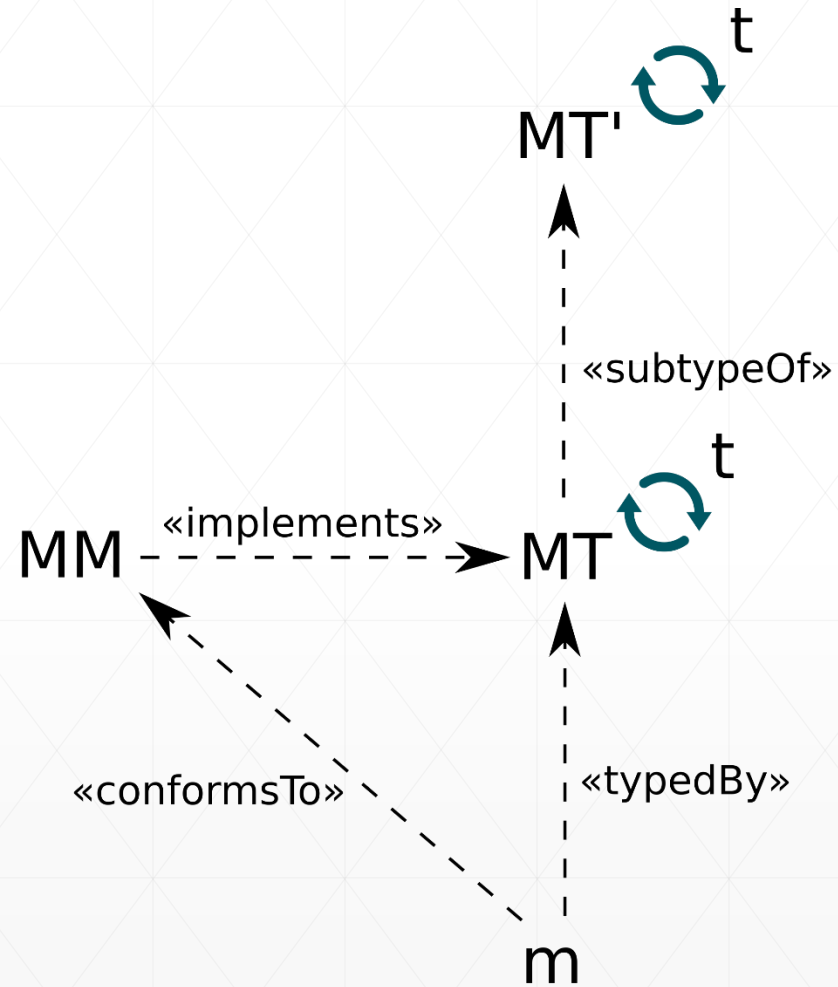 t
MT'
«subtypeOf»
t
«implements»
MM
MT
«conformsTo»
«typedBy»
m